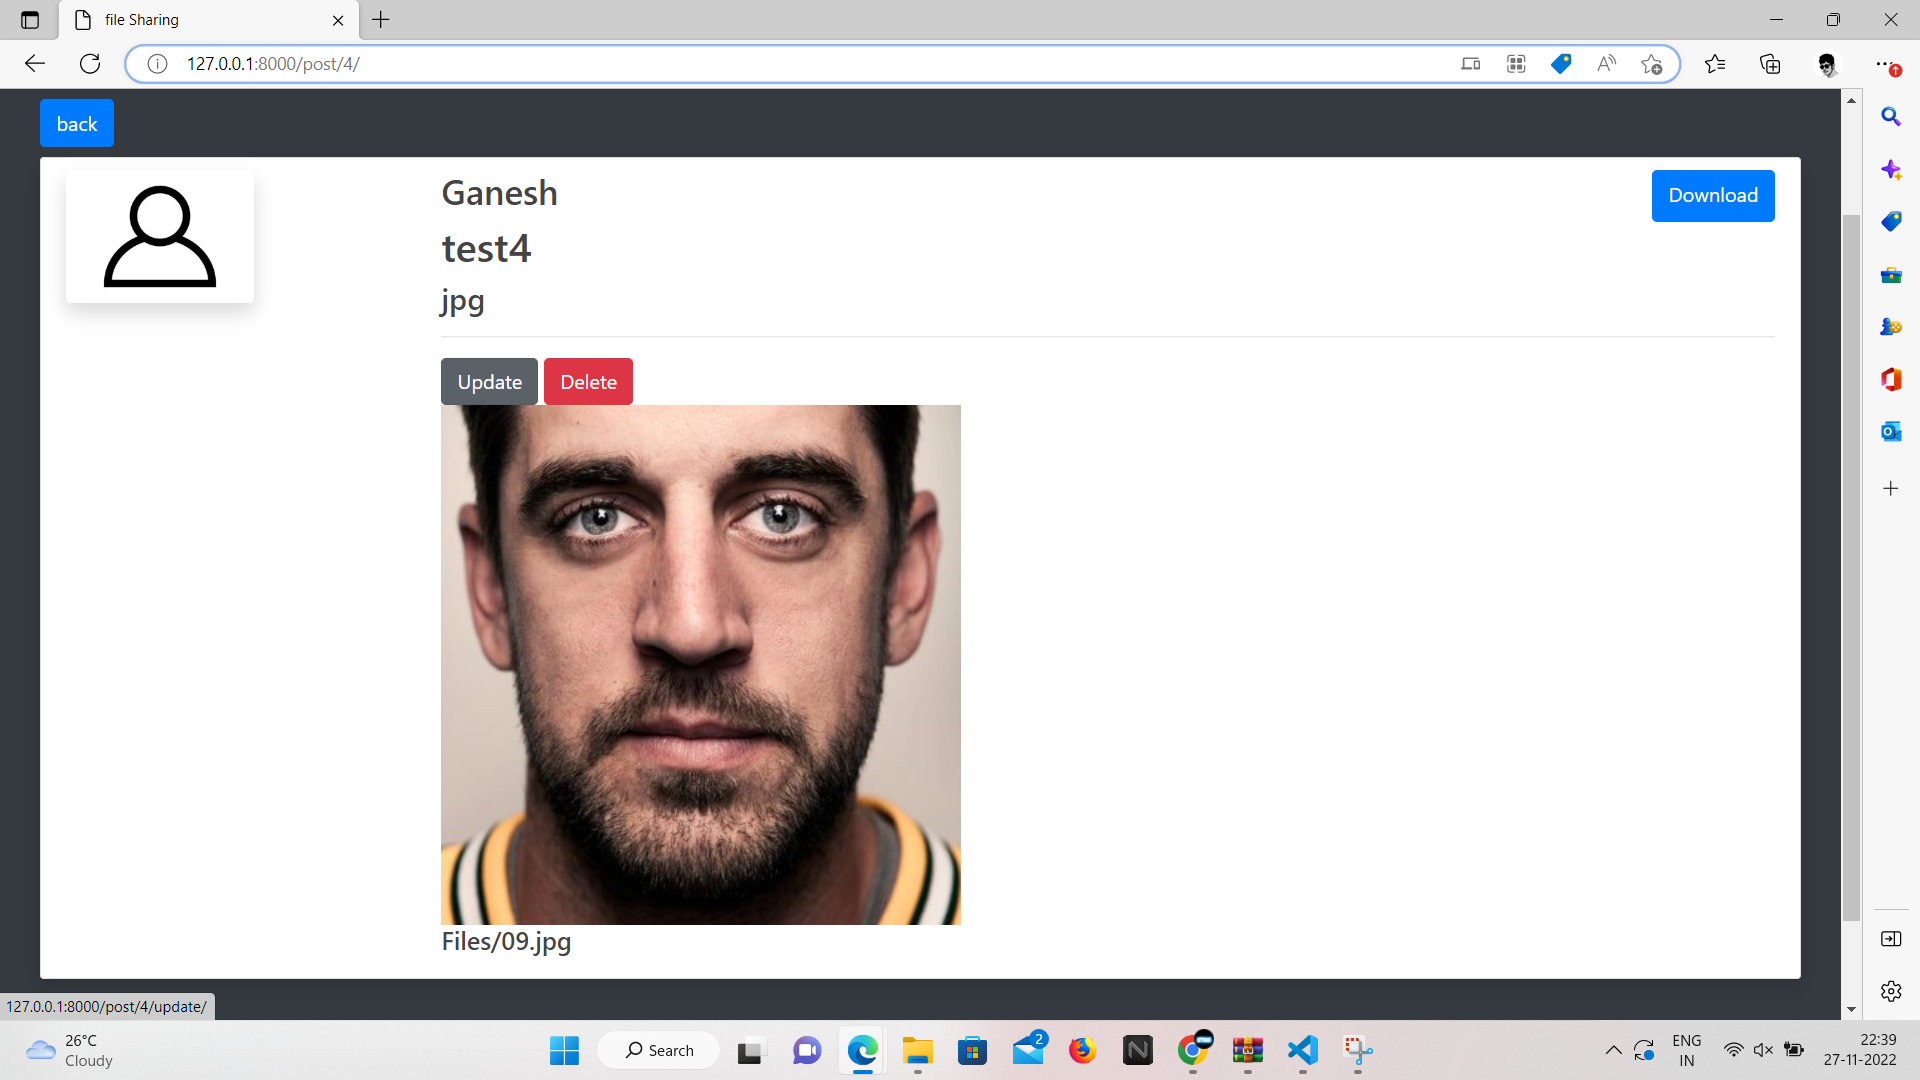 file Sharing
127.0.0.1:8000/post/4/
back
Ganesh
Download
test4
jpg
Update Delete
Files/09.jpg
127.0.0.1:8000/post/4/update/
26°C
Cloudy
Search
2
ENG
IN
22:39
27-11-2022